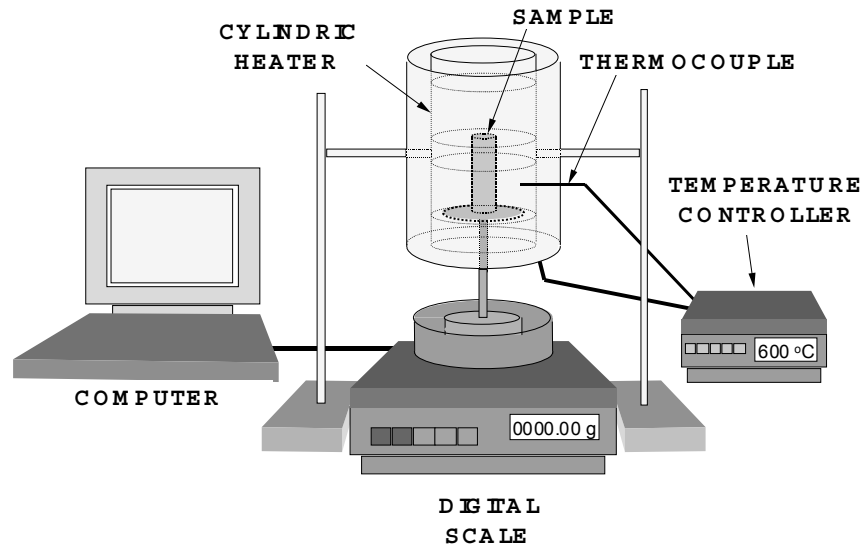 SAMPLE
CYLINDRIC
HEATER
THERMOCOUPLE
TEMPERATURE
CONTROLLER
600 °C
COMPUTER
0000.00 g
DIGITAL
SCALE